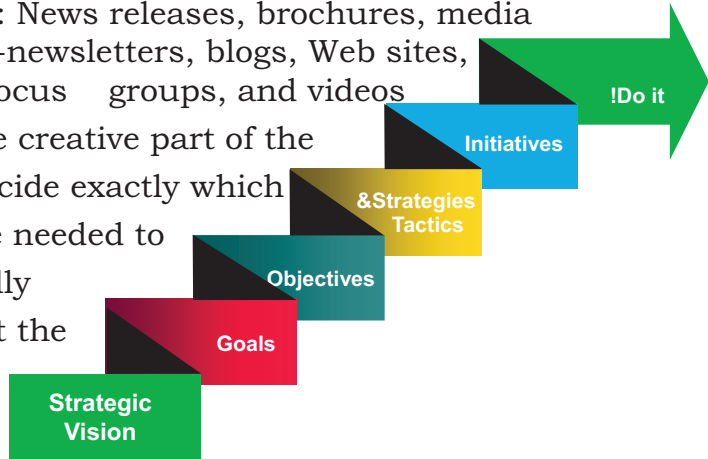 : News releases, brochures, media
-newsletters, blogs, Web sites,
ocus groups, and videos
e creative part of the
cide exactly which
e needed to
lly
t the
!Do it
Initiatives
&Strategies
Tactics
Objectives
Goals
Strategic
Vision